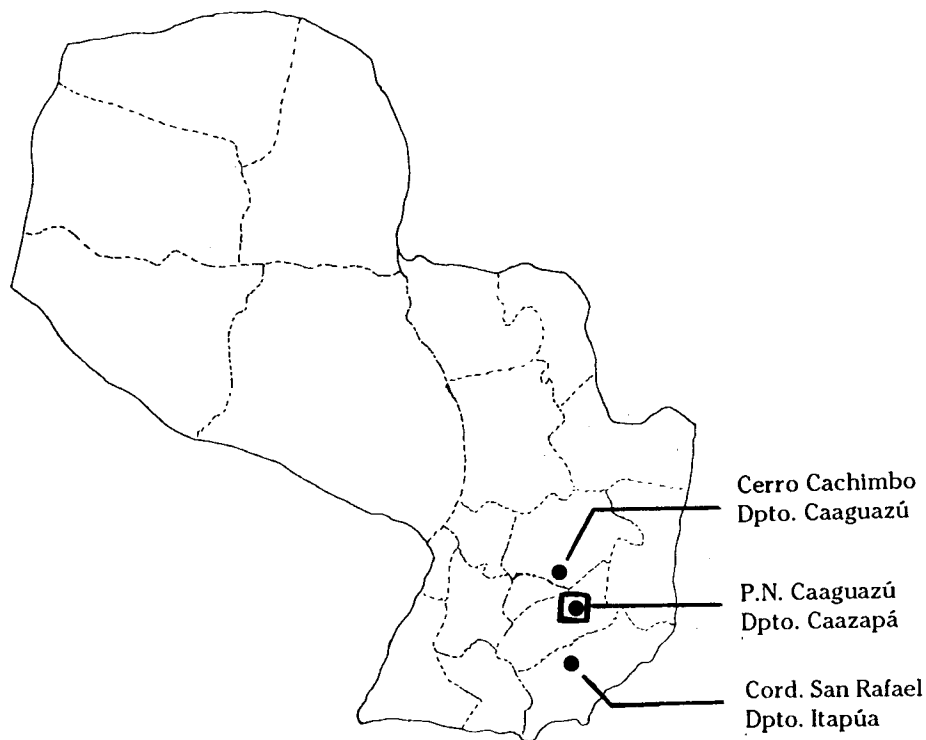 Cerro Cachimbo
Dpto. Caaguazú
P.N. Caaguazú
Dpto. Caazapá
Cord. San Rafael
Dpto. Itapúa